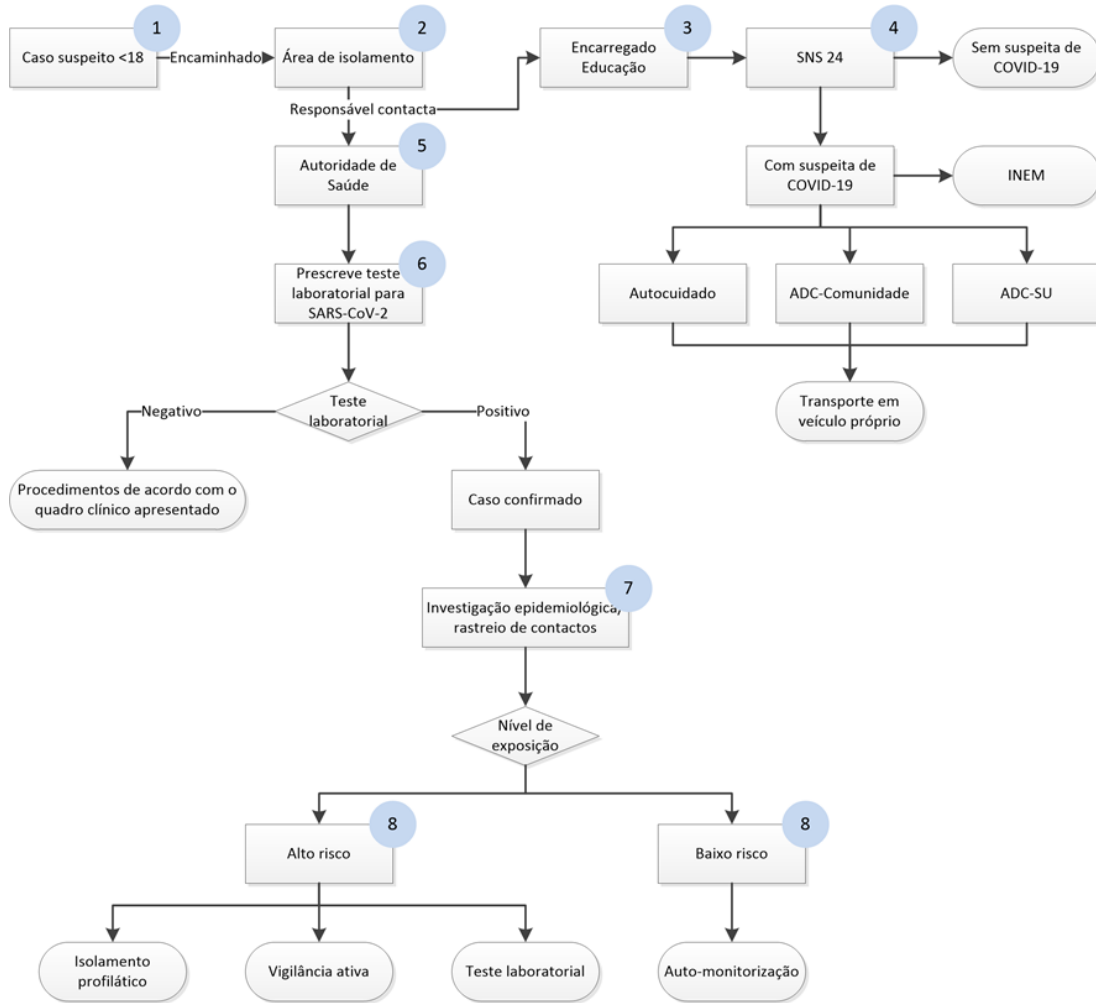 1
Caso suspeito <18
Encaminhado
2
Área de isolamento
3
Encarregado
Educação
4
SNS 24
Sem suspeita de
COVID-19
Responsável contacta
5
Autoridade de
Saúde
Com suspeita de
COVID-19
INEM
6
Prescreve teste
laboratorial para
SARS-CoV-2
Autocuidado
ADC-Comunidade
ADC-SU
Transporte em
veículo próprio
Teste
laboratorial
Negativo
Positivo
Procedimentos de acordo com o
quadro clínico apresentado
Caso confirmado
7
Investigação epidemiológica/
rastreio de contactos
Nível de
exposição
8
Alto risco
8
Baixo risco
Isolamento
profilático
Vigilância ativa
Teste laboratorial
Auto-monitorização